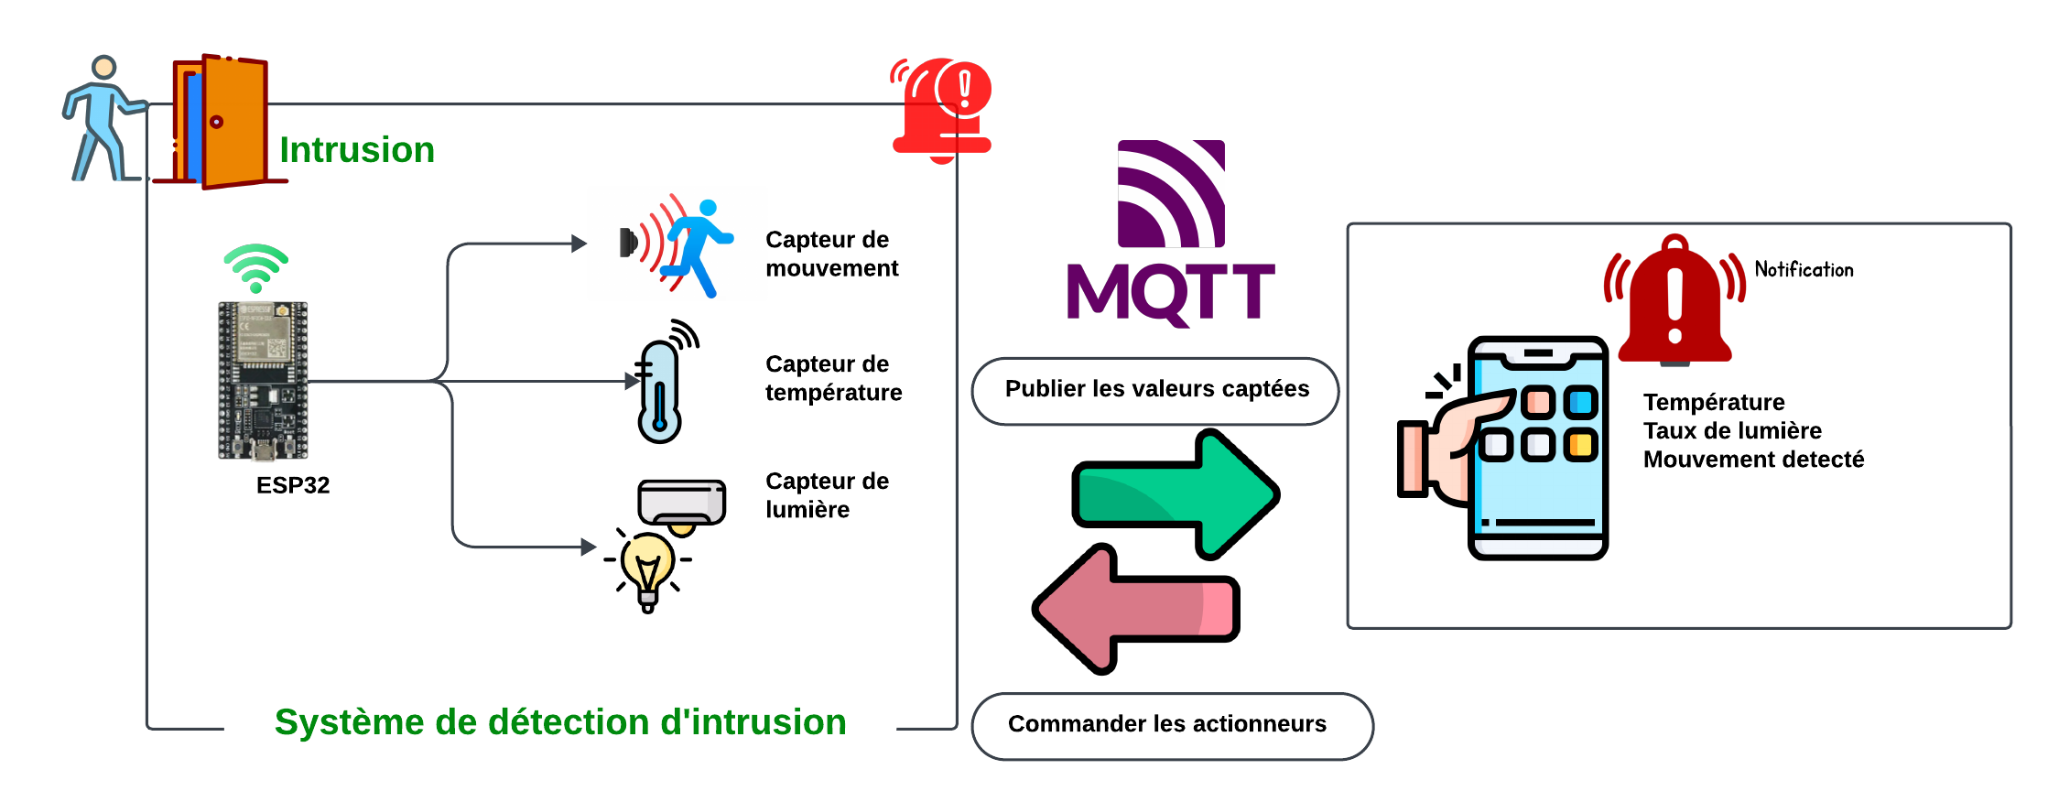 Intrusion
Capteur de
mouvement
Capteur de
température
Capteur de
lumière
ESP32
Système de détection d'intrusion
MQTT
Publier les valeurs captées
Commander les actionneurs
Notification
Température
Taux de lumière
Mouvement detecté